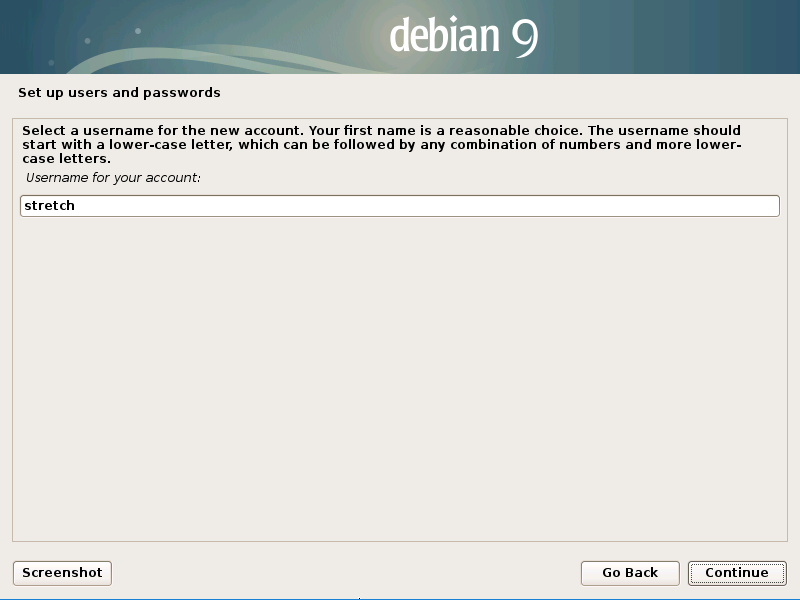 debian 9
Set up users and passwords
Select a username for the new account. Your first name is a reasonable choice. The username should
start with a lower-case letter, which can be followed by any combination of numbers and more lower-
case letters.
Username for your account:
stretch
Screenshot
Go Back
Continue